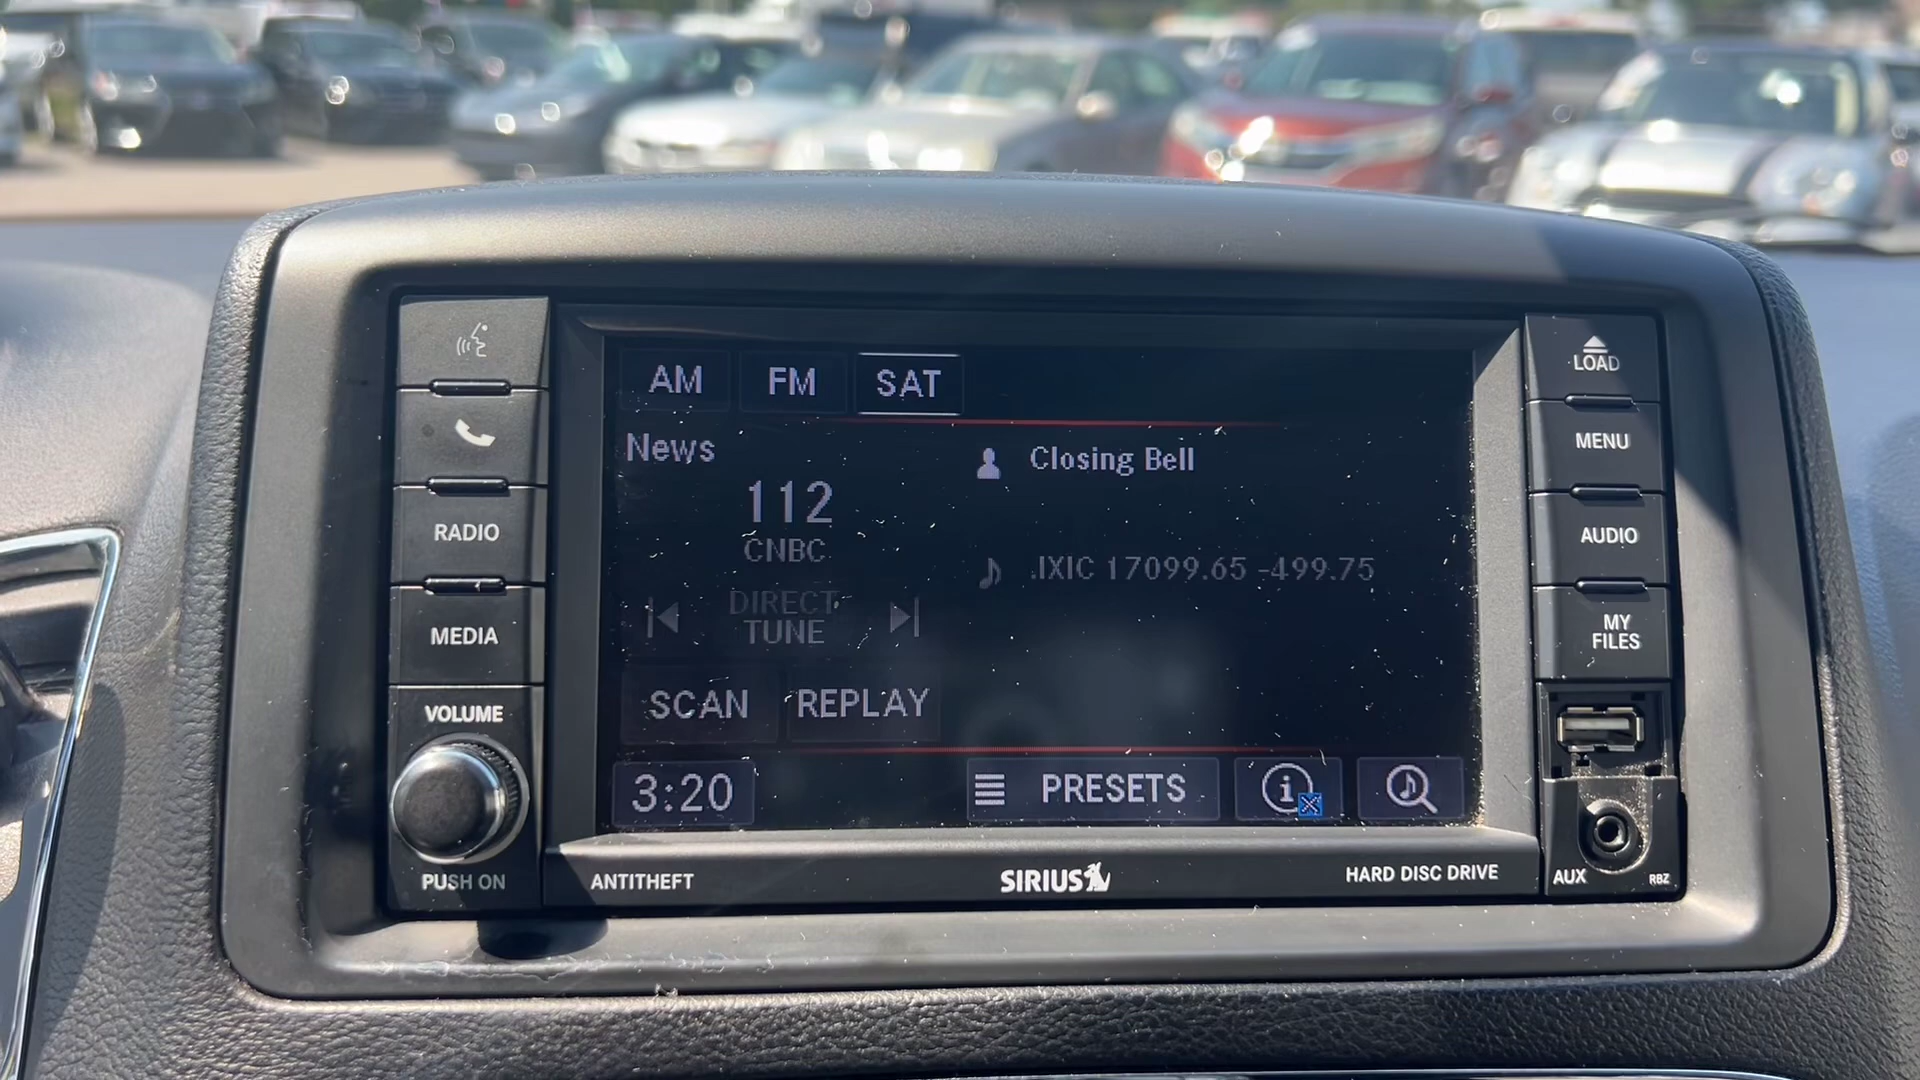 AM FM SAT
News
Closing Bell
112
CNBC
.IXIC 17099.65 -499.75
DIRECT
TUNE
SCAN REPLAY
3:20
PRESETS
RADIO
MEDIA
VOLUME
PUSH ON
LOAD
MENU
AUDIO
MY
FILES
ANTITHEFT
SIRIUS
HARD DISC DRIVE
AUX
RBZ